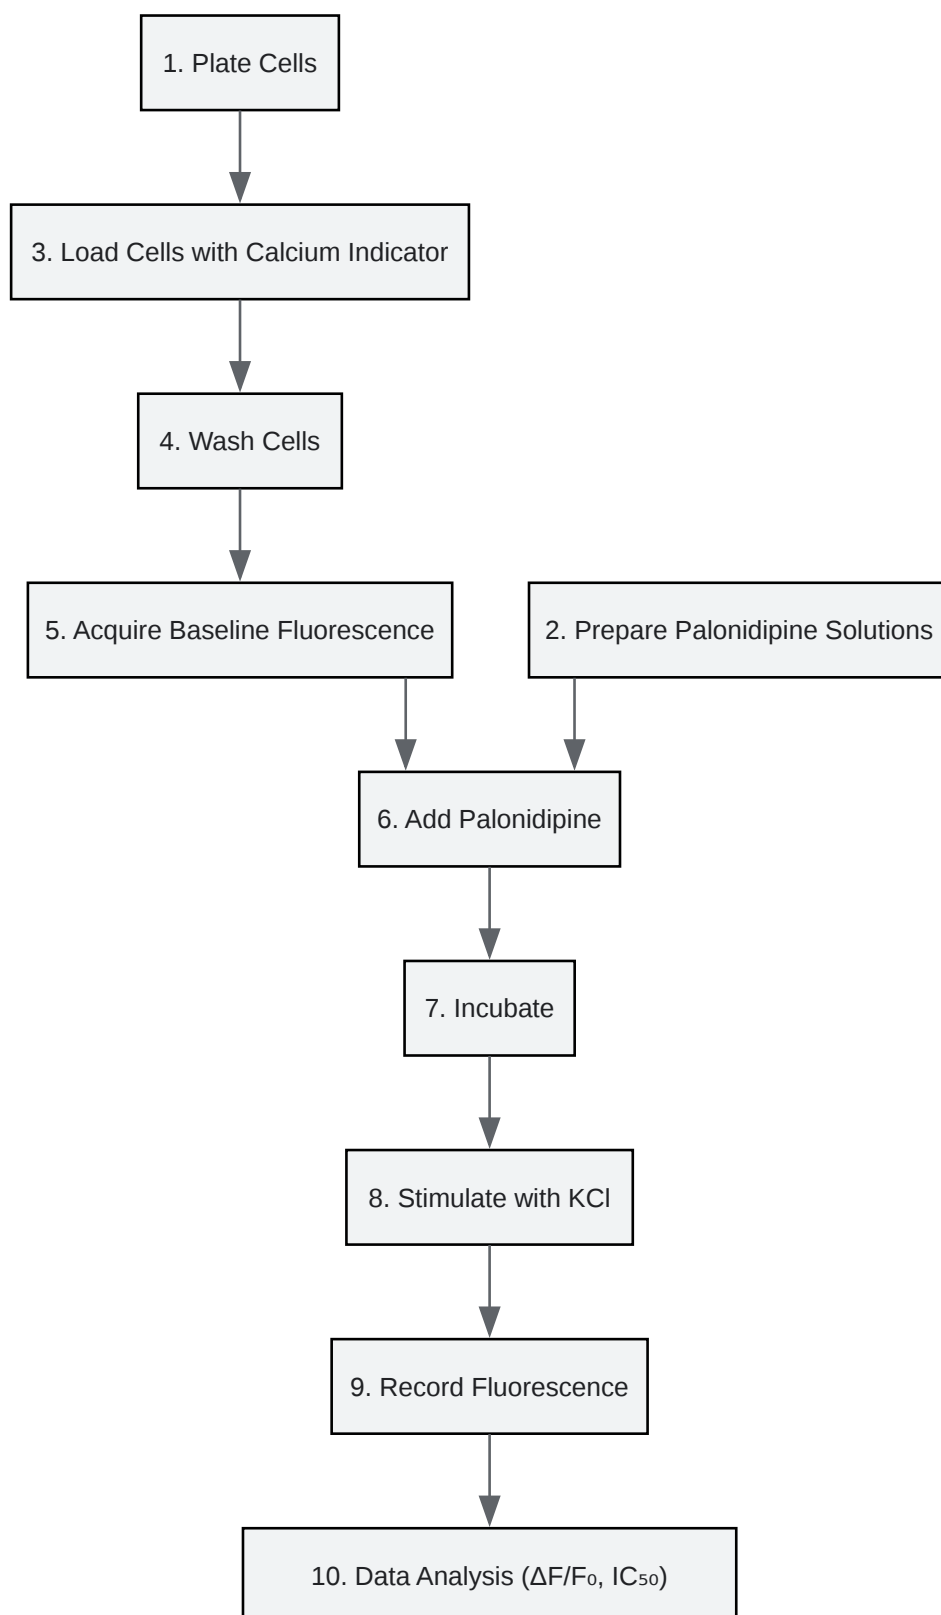 1. Plate Cells
3. Load Cells with Calcium Indicator
4. Wash Cells
5. Acquire Baseline Fluorescence
2. Prepare Palonidipine Solutions
6. Add Palonidipine
7. Incubate
8. Stimulate with KCl
9. Record Fluorescence
10. Data Analysis (ΔF/F₀, IC₅₀)